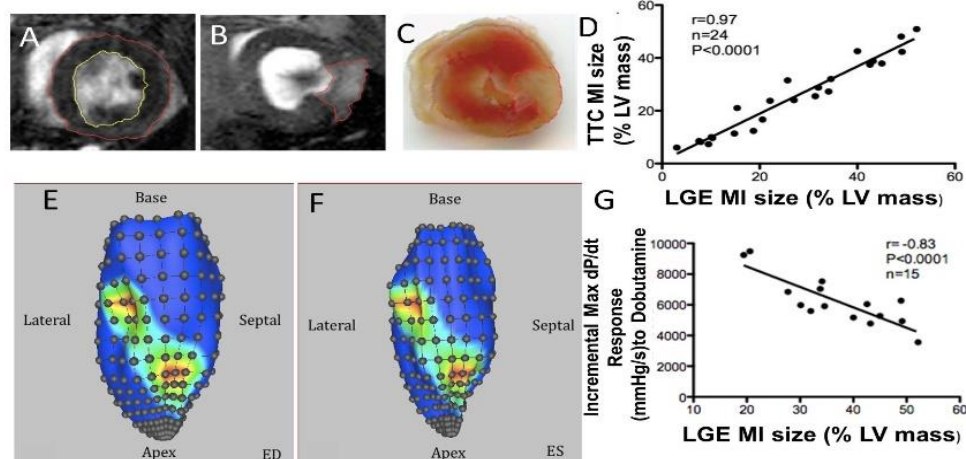 A
B
C
D
r=0.97
n=24
P<0.0001
TTC MI size
(% LV mass)
60
40
20
0
0
20
40
60
LGE MI size (% LV mass)
E
Base
Lateral
Septal
Apex
ED
F
Base
Lateral
Septal
Apex
ES
G
r= -0.83
P<0.0001
n=15
Incremental Max dP/dt
Response
(mmHg/s)to Dobutamine
10000
8000
6000
4000
2000
0
10
20
30
40
50
60
LGE MI size (% LV mass)